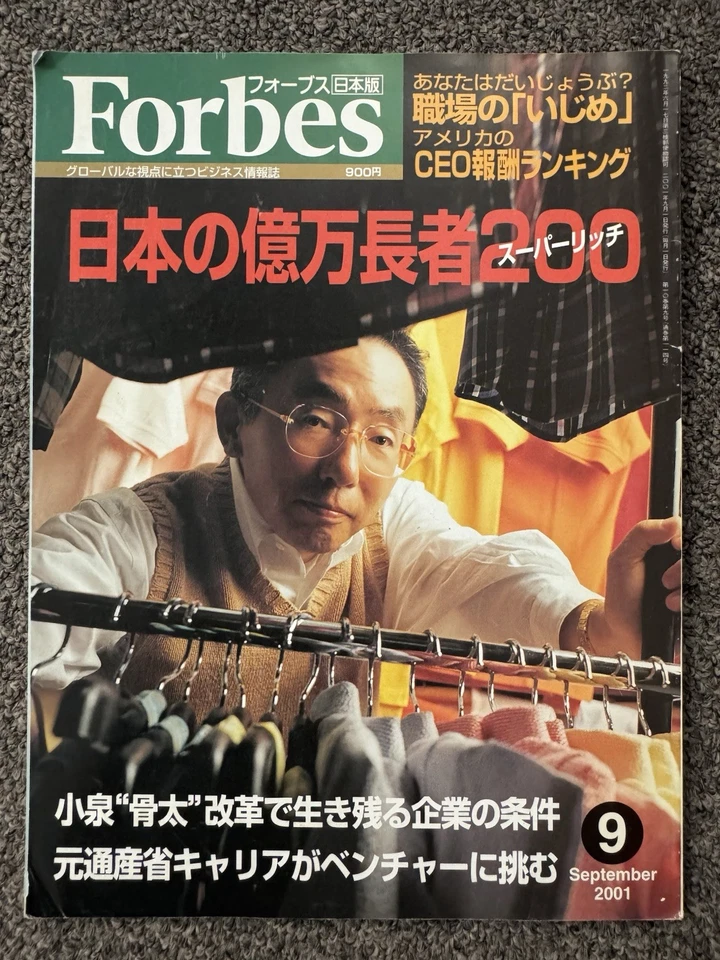 フォーブス日本版
Forbes
グローバルな視点に立つビジネス情報誌 900円
あなたはだいじょうぶ?
職場の「いじめ」
アメリカの
CEO報酬ランキング
日本の億万長者200
スーパーリッチ
小泉“骨太”改革で生き残る企業の条件
元通産省キャリアがベンチャーに挑む
9
September
2001